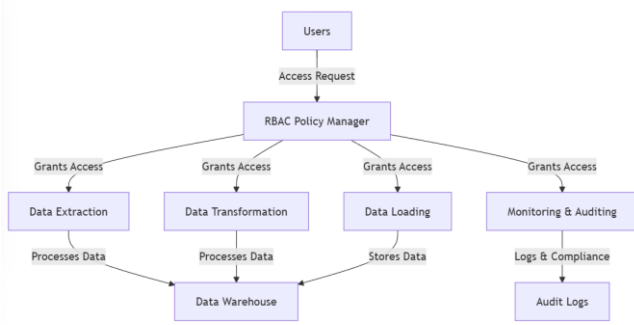 Users
Access Request
RBAC Policy Manager
Grants Access
Grants Access
Grants Access
Grants Access
Data Extraction
Data Transformation
Data Loading
Monitoring & Auditing
Processes Data
Processes Data
Stores Data
Logs & Compliance
Data Warehouse
Audit Logs